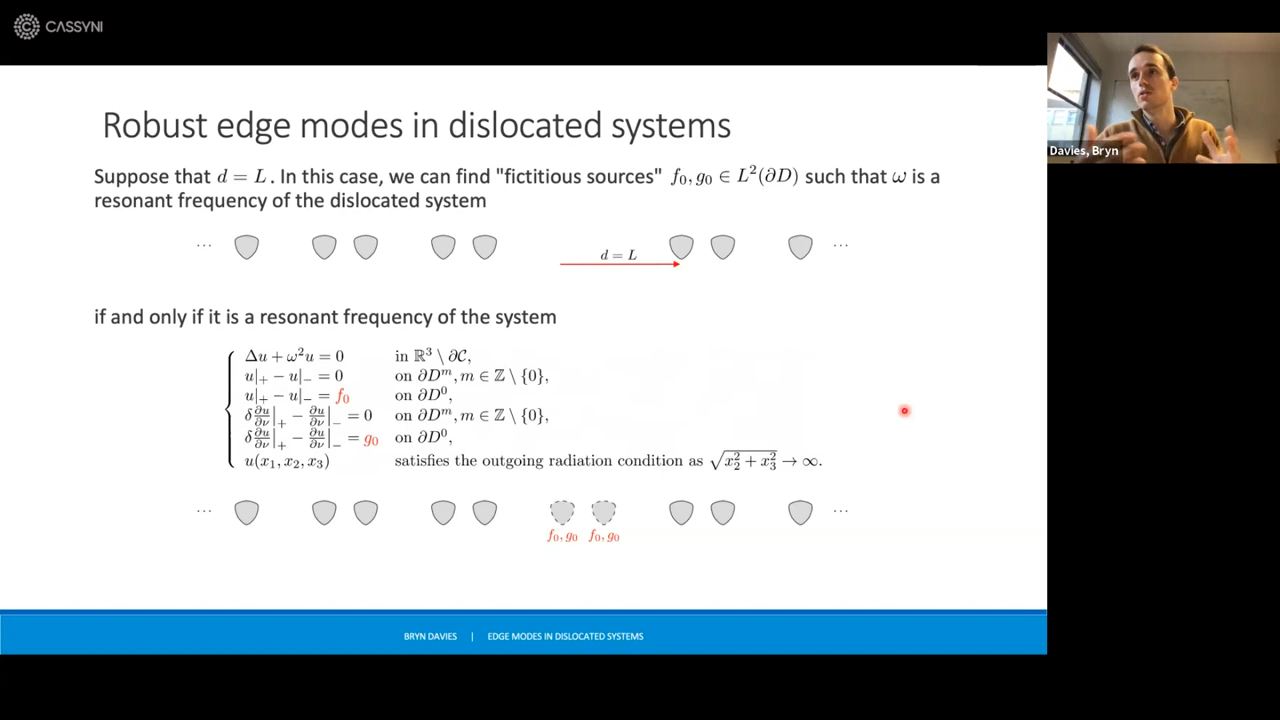 CASSYNI
Robust edge modes in dislocated systems
Suppose that d = L. In this case, we can find "fictitious sources" f₀, g₀ ∈ L²(∂D) such that ω is a
resonant frequency of the dislocated system
... d = L ...
if and only if it is a resonant frequency of the system
Δu + ω²u = 0 in ℝ³ \ ∂𝒞,
u|₊ − u|₋ = 0 on ∂Dᵐ, m ∈ ℤ \ {0},
u|₊ − u|₋ = f₀ on ∂D⁰,
δ ∂u/∂ν|₊ − ∂u/∂ν|₋ = 0 on ∂Dᵐ, m ∈ ℤ \ {0},
δ ∂u/∂ν|₊ − ∂u/∂ν|₋ = g₀ on ∂D⁰,
u(x₁, x₂, x₃) satisfies the outgoing radiation condition as √(x₂² + x₃²) → ∞.
... ...
f₀, g₀ f₀, g₀
BRYN DAVIES | EDGE MODES IN DISLOCATED SYSTEMS
Davies, Bryn